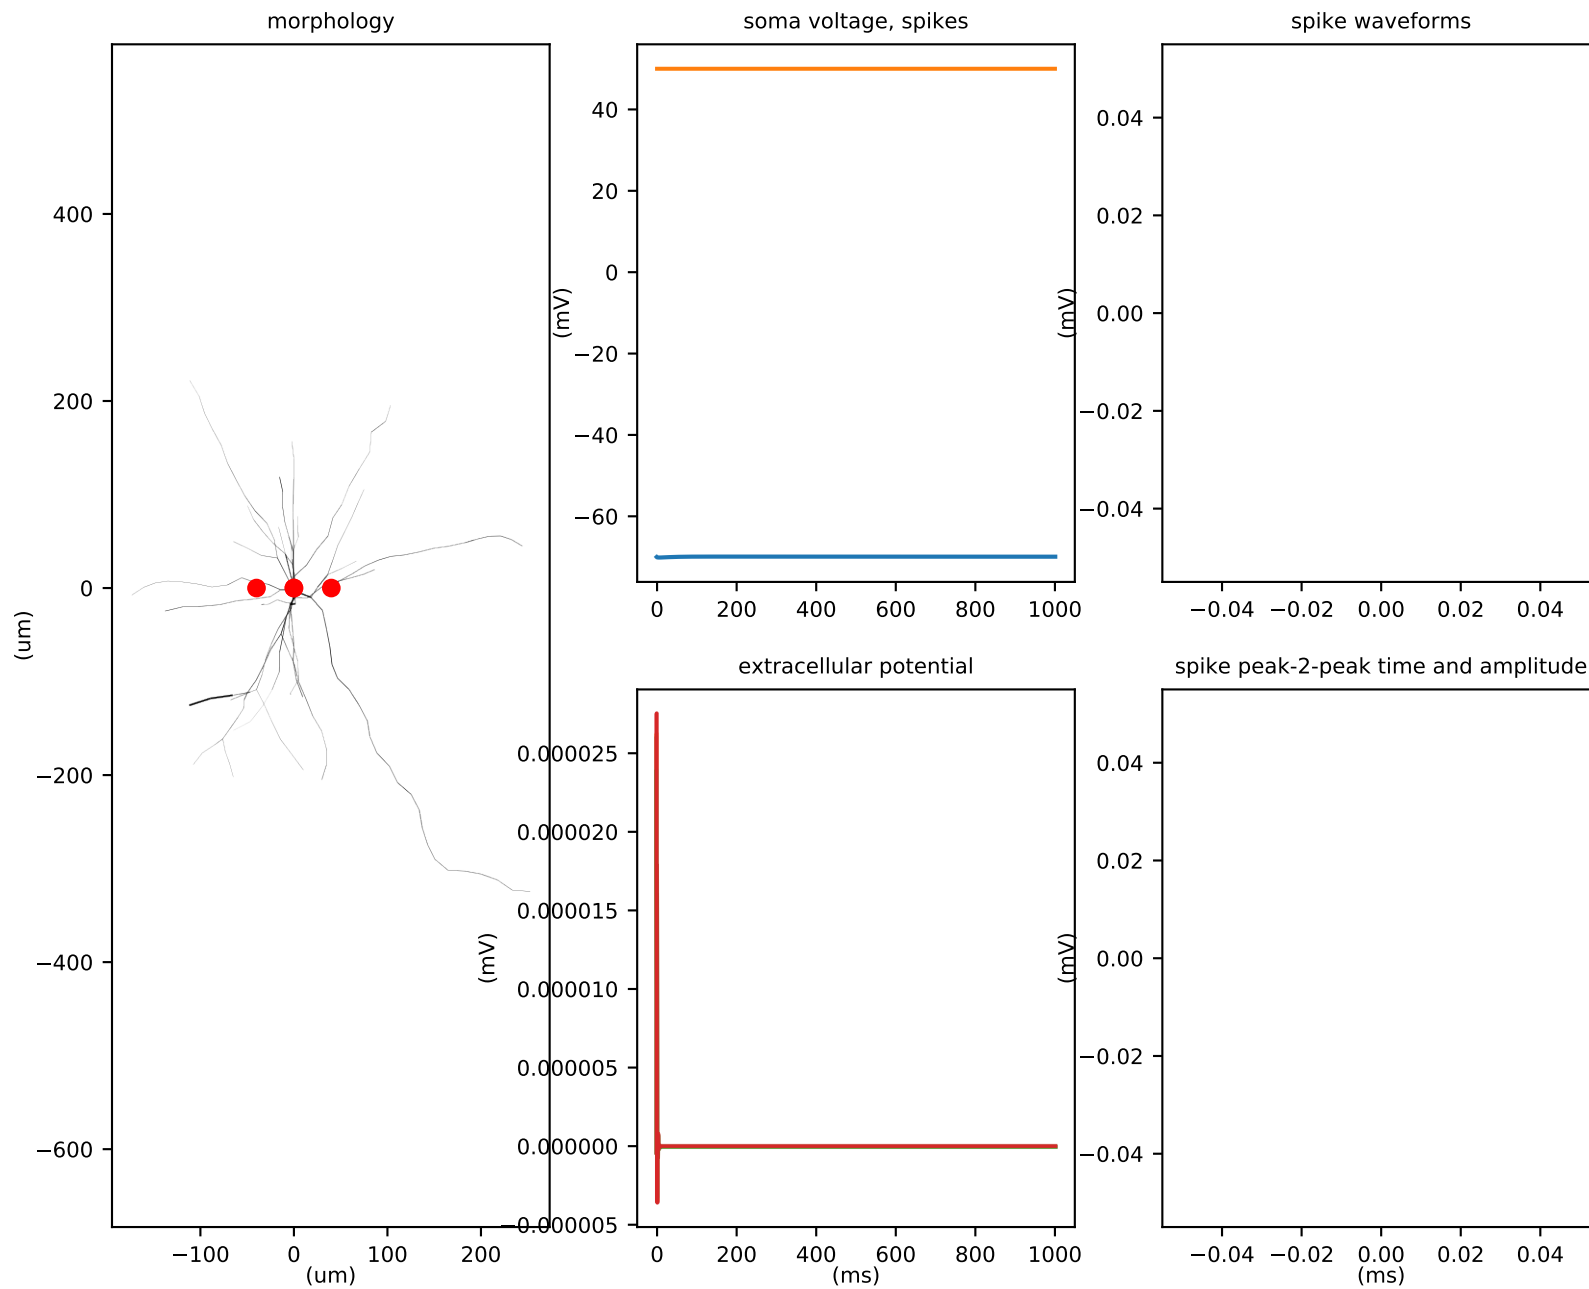 morphology
400
200
0
−200
−400
−600
(um)
−100 0 100 200
(um)
soma voltage, spikes
40
20
0
−20
−40
−60
(mV)
0 200 400 600 800 1000
spike waveforms
0.04
0.02
0.00
−0.02
−0.04
(mV)
−0.04 −0.02 0.00 0.02 0.04
extracellular potential
0.000025
0.000020
0.000015
0.000010
0.000005
0.000000
−0.000005
(mV)
0 200 400 600 800 1000
(ms)
spike peak-2-peak time and amplitude
0.04
0.02
0.00
−0.02
−0.04
(mV)
−0.04 −0.02 0.00 0.02 0.04
(ms)